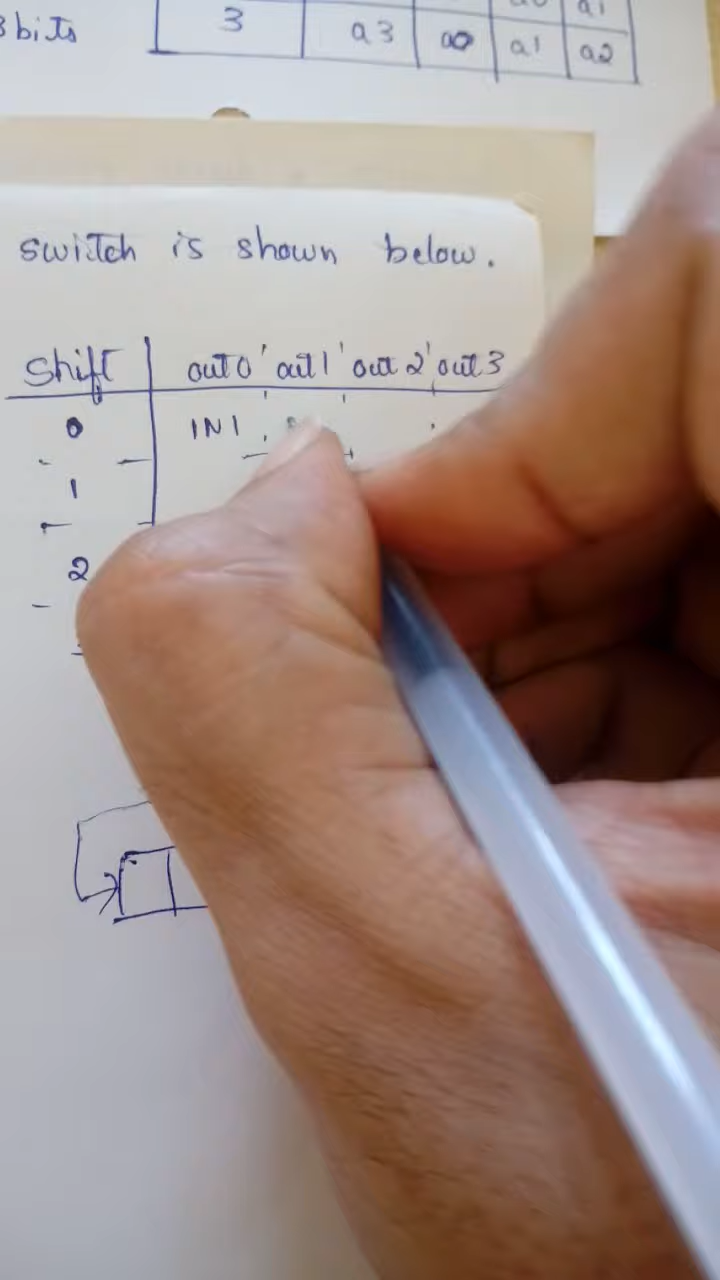 a1
3 bits 3 a3 a0 a1 a2
switch is shown below.
shift out0 out1 out2 out3
0 IN1
1
2